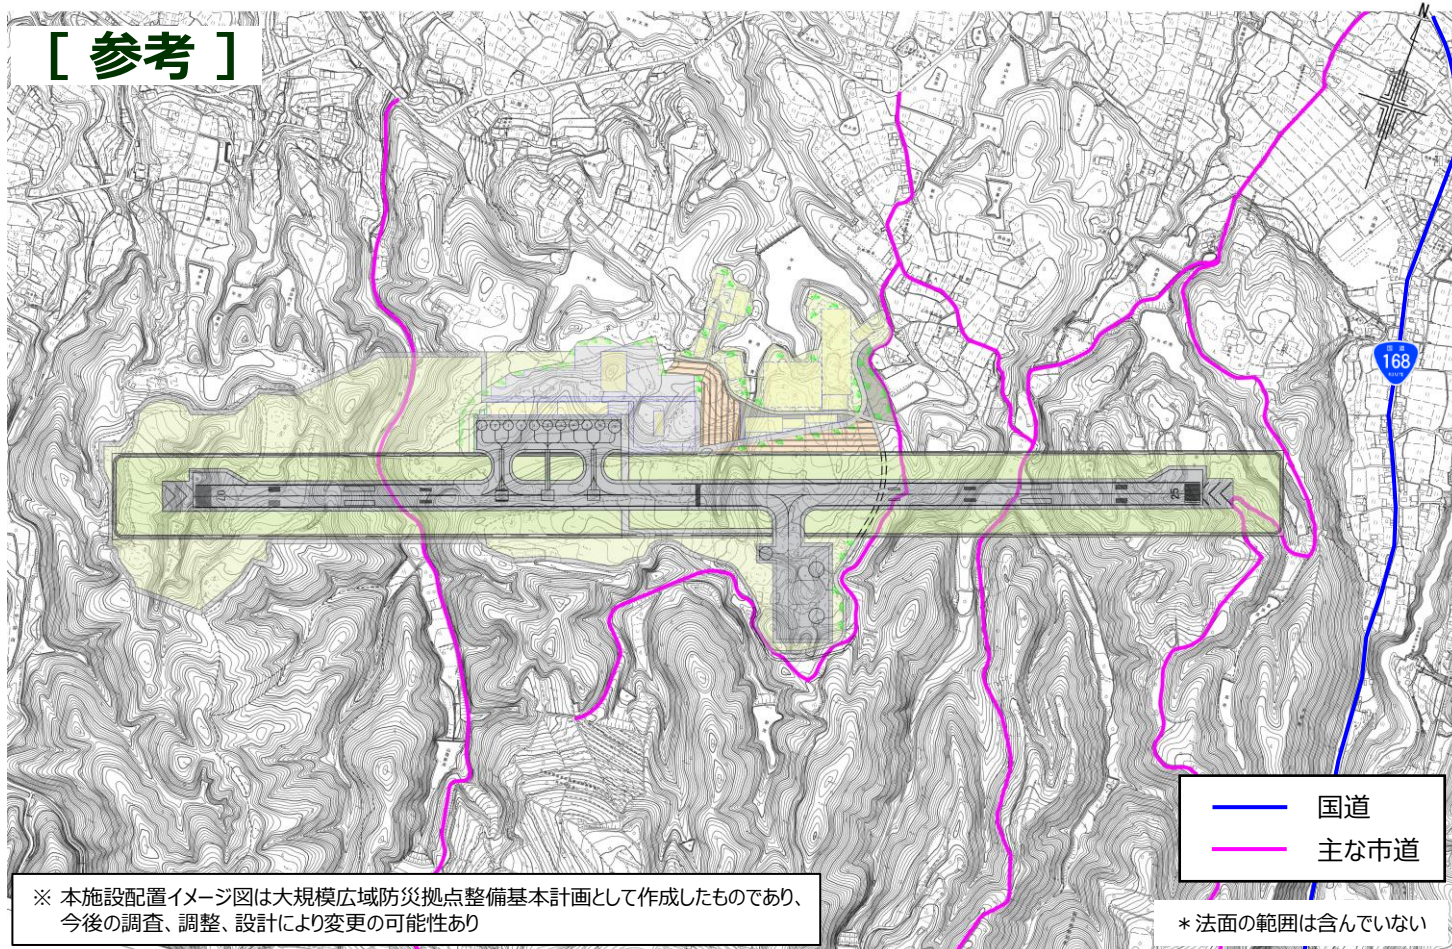 [ 参考 ]
N
国道
168
ROUTE
25
国道
主な市道
※ 本施設配置イメージ図は大規模広域防災拠点整備基本計画として作成したものであり、
今後の調査、調整、設計により変更の可能性あり
＊法面の範囲は含んでいない